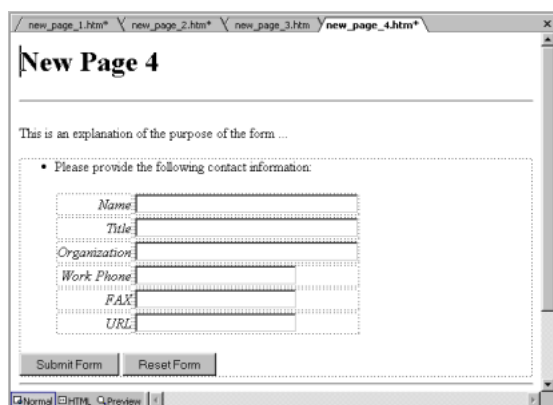 new_page_1.htm* new_page_2.htm* new_page_3.htm new_page_4.htm*
New Page 4
This is an explanation of the purpose of the form ...
• Please provide the following contact information:
Name
Title
Organization
Work Phone
FAX
URL
Submit Form Reset Form
Normal HTML Preview